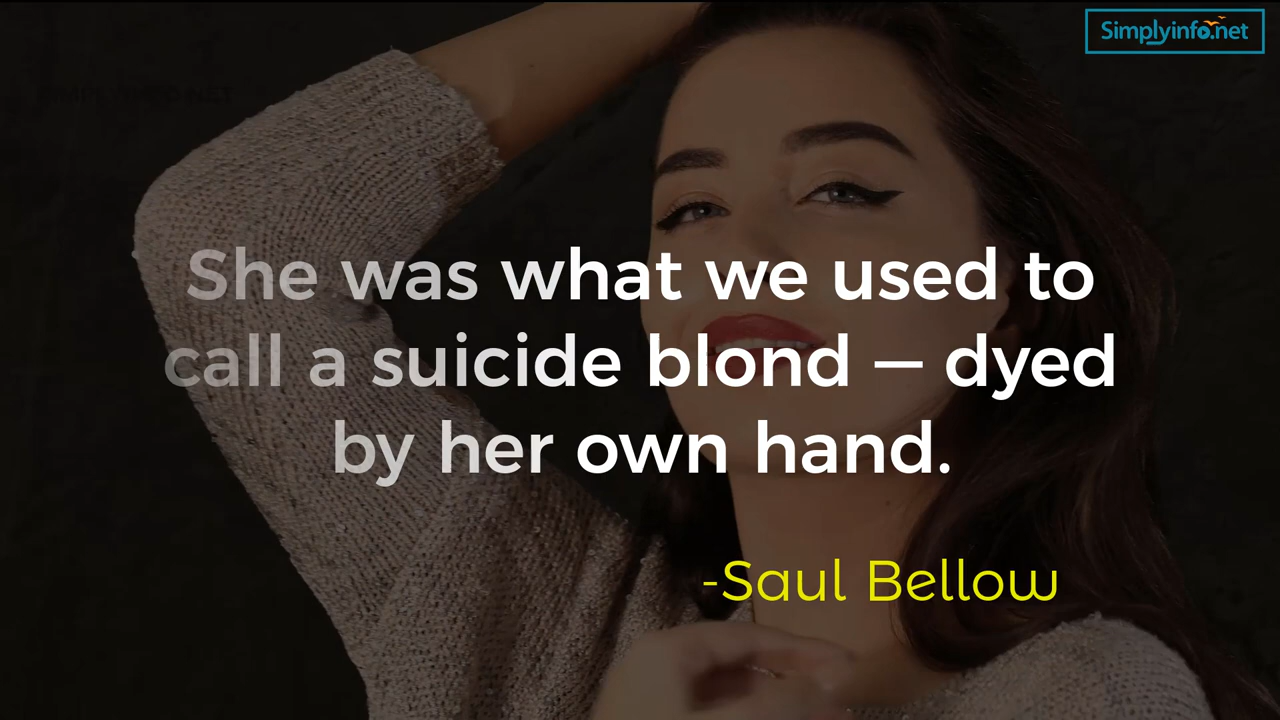 Simplyinfo.net
She was what we used to
call a suicide blond — dyed
by her own hand.
-Saul Bellow